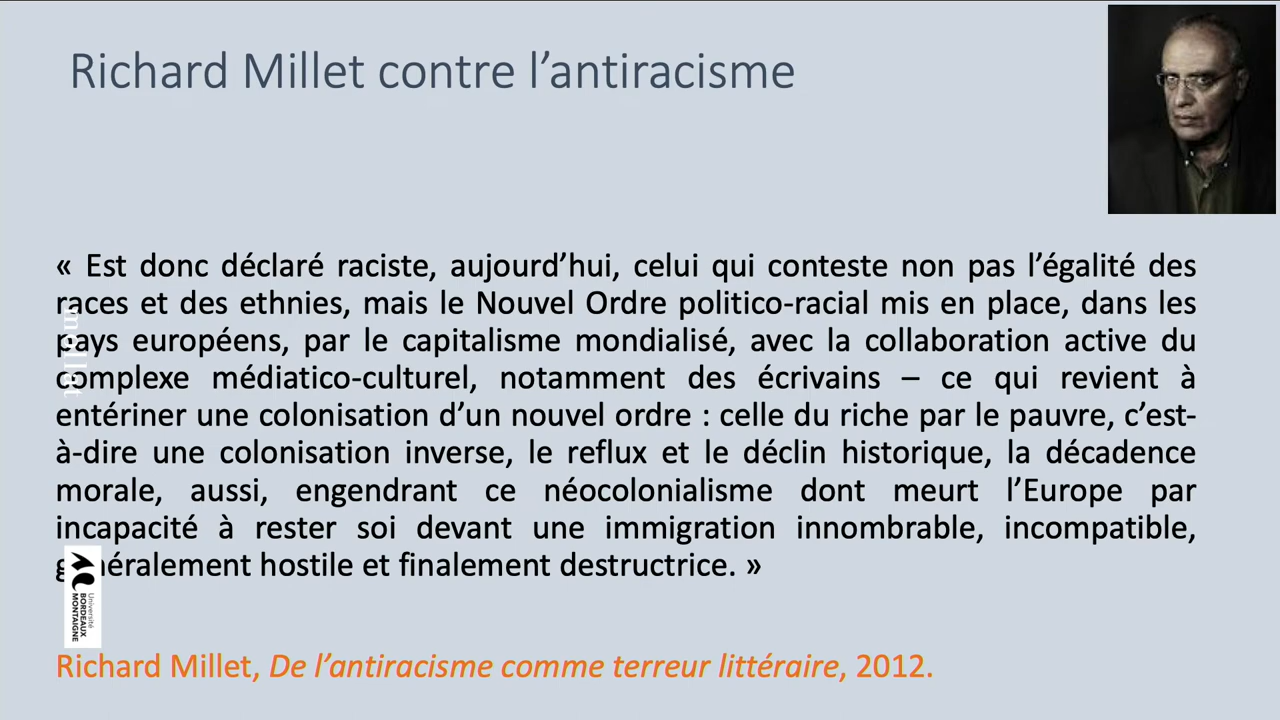 Richard Millet contre l’antiracisme
« Est donc déclaré raciste, aujourd’hui, celui qui conteste non pas l’égalité des
races et des ethnies, mais le Nouvel Ordre politico-racial mis en place, dans les
pays européens, par le capitalisme mondialisé, avec la collaboration active du
complexe médiatico-culturel, notamment des écrivains – ce qui revient à
entériner une colonisation d’un nouvel ordre : celle du riche par le pauvre, c’est-
à-dire une colonisation inverse, le reflux et le déclin historique, la décadence
morale, aussi, engendrant ce néocolonialisme dont meurt l’Europe par
incapacité à rester soi devant une immigration innombrable, incompatible,
généralement hostile et finalement destructrice. »
Université
BORDEAUX
MONTAIGNE
Richard Millet, De l’antiracisme comme terreur littéraire, 2012.